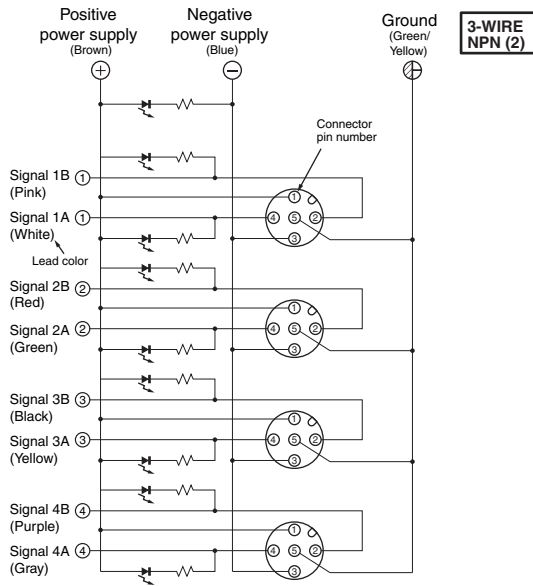 Positive
power supply
(Brown)
Negative
power supply
(Blue)
Ground
(Green/
Yellow)
3-WIRE
NPN (2)
+
−
Connector
pin number
Signal 1B 1
(Pink)
Signal 1A 1
(White)
Lead color
1
4 5 2
3
Signal 2B 2
(Red)
Signal 2A 2
(Green)
1
4 5 2
3
Signal 3B 3
(Black)
Signal 3A 3
(Yellow)
1
4 5 2
3
Signal 4B 4
(Purple)
Signal 4A 4
(Gray)
1
4 5 2
3